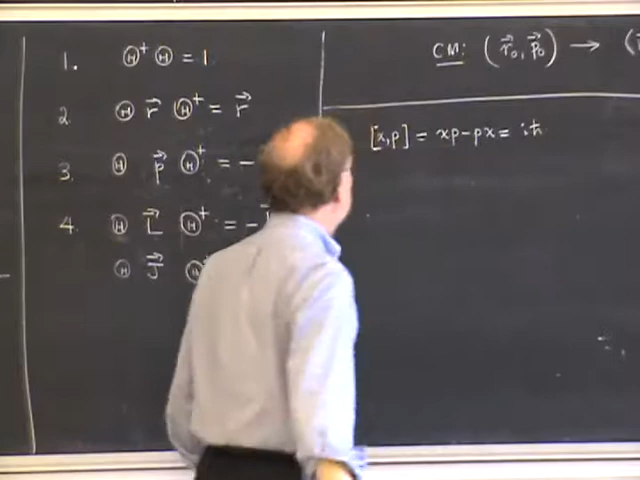 1. Θ⁺ Θ = 1
2 Θ r⃗ Θ⁺ = r⃗
3. Θ p⃗ Θ⁺ = -
4. Θ L⃗ Θ⁺ = -
Θ J⃗ Θ
CM: (r⃗₀, p⃗₀) →
[x,p] = xp-px = iħ